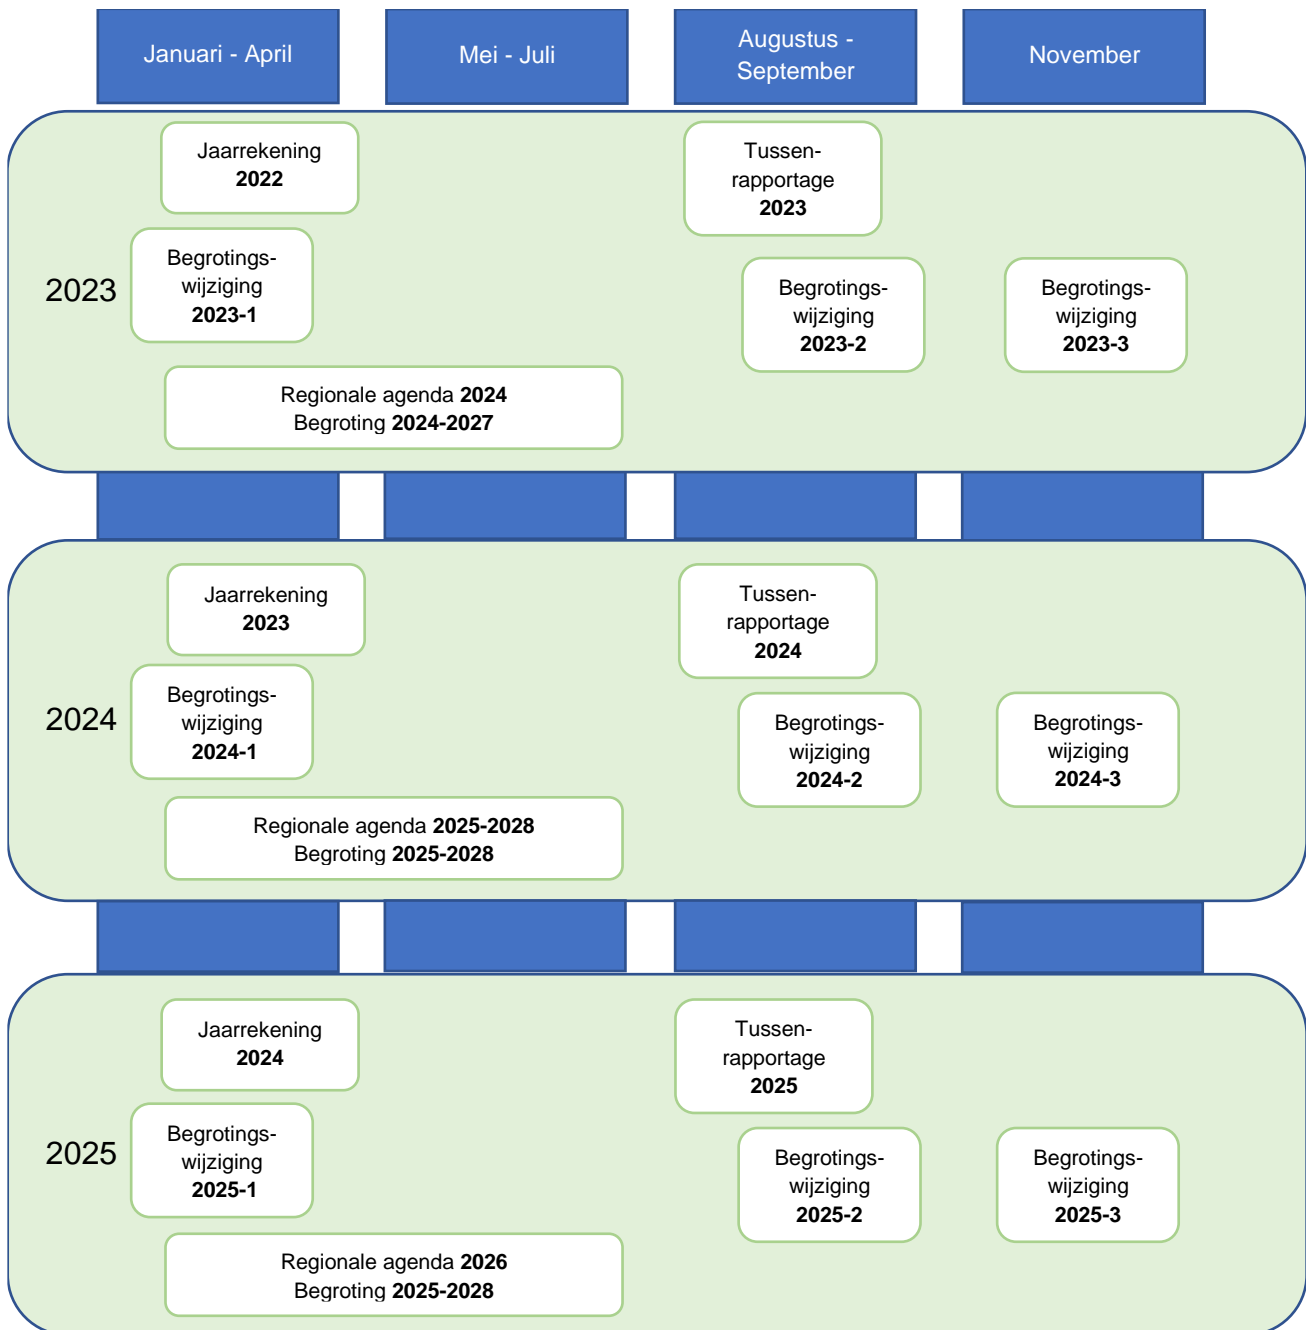 Januari - April
Mei - Juli
Augustus -
September
November
2023
Jaarrekening
2022
Begrotings-
wijziging
2023-1
Regionale agenda 2024
Begroting 2024-2027
Tussen-
rapportage
2023
Begrotings-
wijziging
2023-2
Begrotings-
wijziging
2023-3
2024
Jaarrekening
2023
Begrotings-
wijziging
2024-1
Regionale agenda 2025-2028
Begroting 2025-2028
Tussen-
rapportage
2024
Begrotings-
wijziging
2024-2
Begrotings-
wijziging
2024-3
2025
Jaarrekening
2024
Begrotings-
wijziging
2025-1
Regionale agenda 2026
Begroting 2025-2028
Tussen-
rapportage
2025
Begrotings-
wijziging
2025-2
Begrotings-
wijziging
2025-3